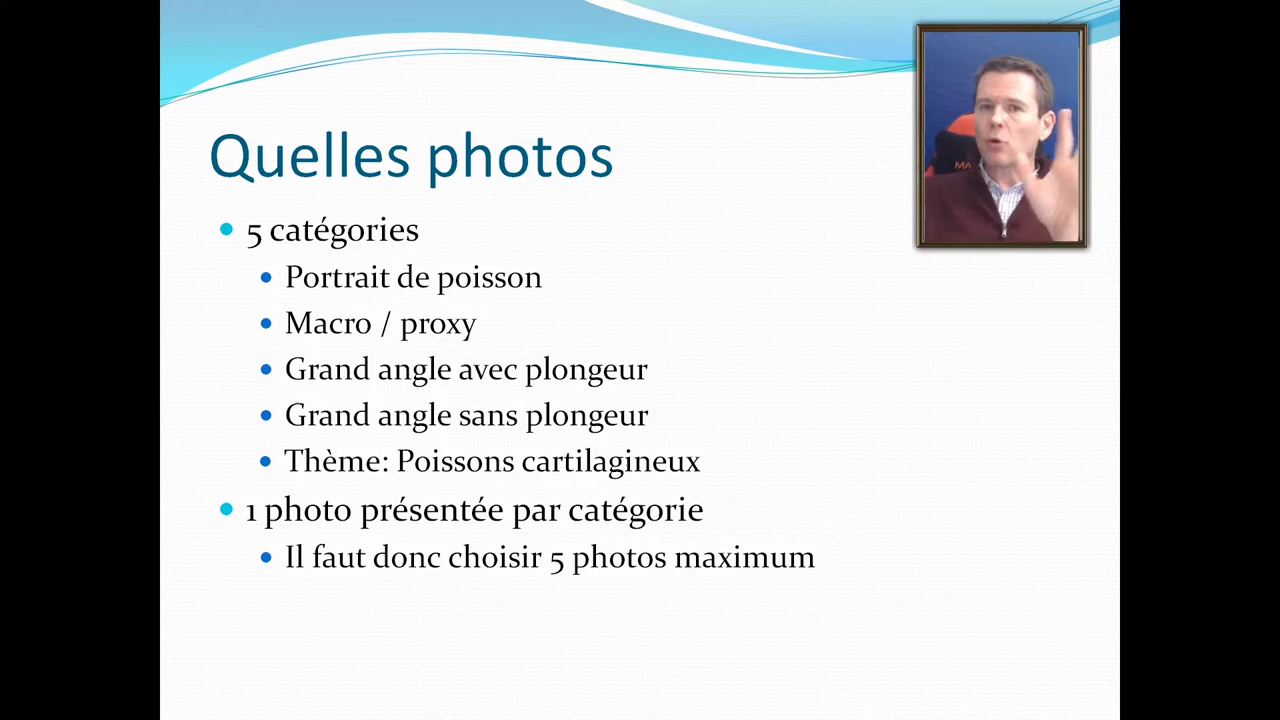 Quelles photos
5 catégories
Portrait de poisson
Macro / proxy
Grand angle avec plongeur
Grand angle sans plongeur
Thème: Poissons cartilagineux
1 photo présentée par catégorie
Il faut donc choisir 5 photos maximum